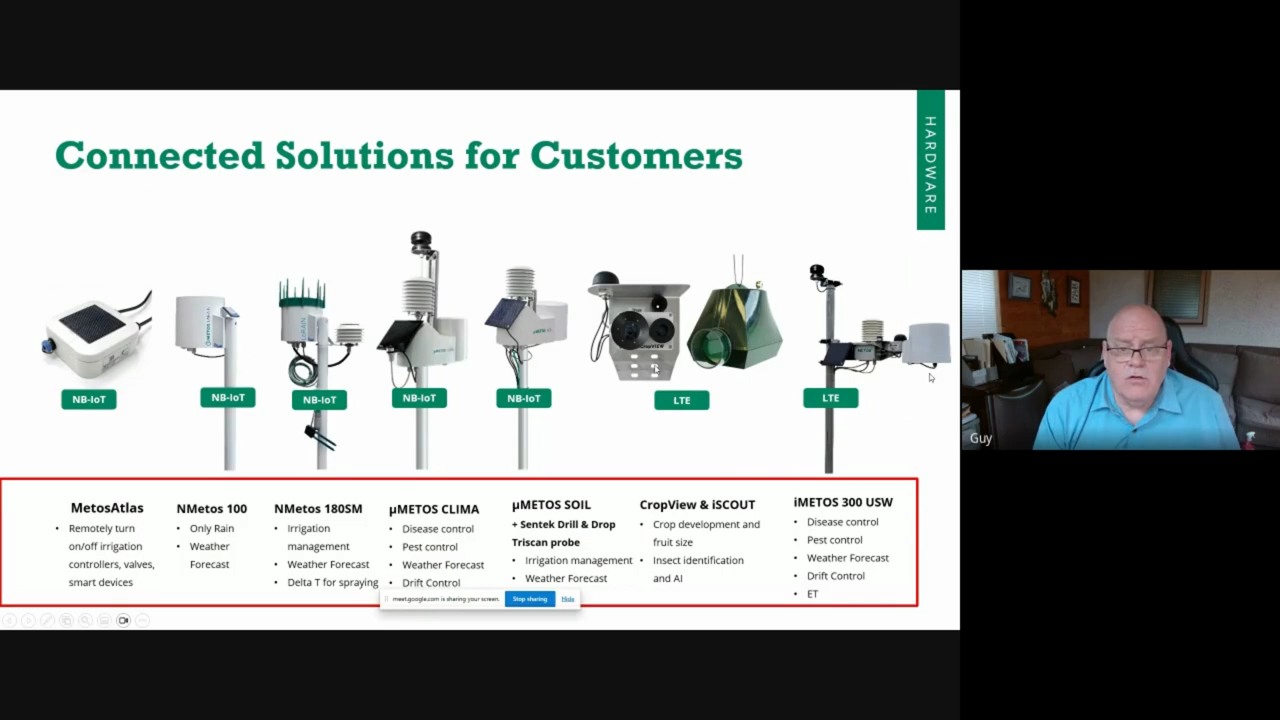 Connected Solutions for Customers
HARDWARE
NB-IoT
NB-IoT
NB-IoT
NB-IoT
NB-IoT
LTE
LTE
MetosAtlas
• Remotely turn
on/off irrigation
controllers, valves,
smart devices
NMetos 100
• Only Rain
• Weather
Forecast
NMetos 180SM
• Irrigation
management
• Weather Forecast
• Delta T for spraying
µMETOS CLIMA
• Disease control
• Pest control
• Weather Forecast
• Drift Control
µMETOS SOIL
+ Sentek Drill & Drop
Triscan probe
• Irrigation management
• Weather Forecast
CropView & iSCOUT
• Crop development and
fruit size
• Insect identification
and AI
iMETOS 300 USW
• Disease control
• Pest control
• Weather Forecast
• Drift Control
• ET
meet.google.com is sharing your screen.
Stop sharing
Hide
Guy